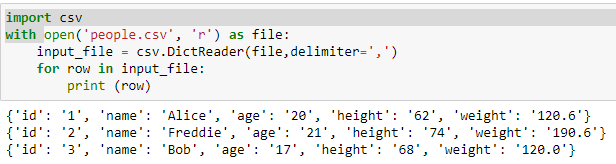 import csv
with open('people.csv', 'r') as file:
    input_file = csv.DictReader(file,delimiter=',')
    for row in input_file:
        print (row)
{'id': '1', 'name': 'Alice', 'age': '20', 'height': '62', 'weight': '120.6'}
{'id': '2', 'name': 'Freddie', 'age': '21', 'height': '74', 'weight': '190.6'}
{'id': '3', 'name': 'Bob', 'age': '17', 'height': '68', 'weight': '120.0'}